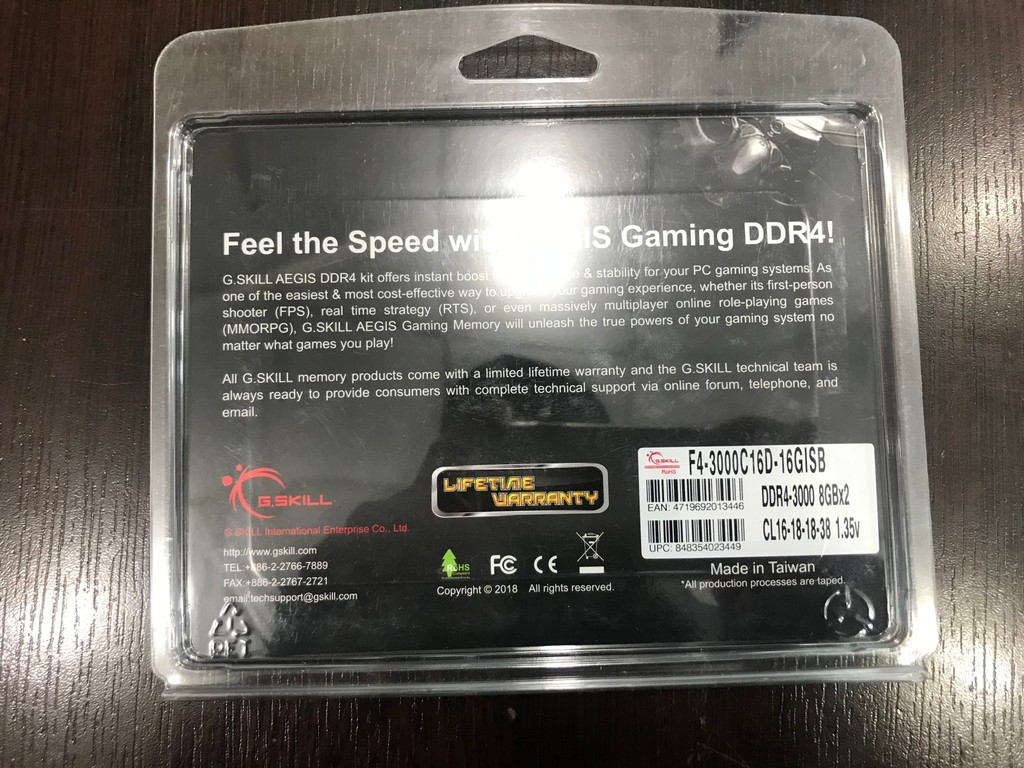 Feel the Speed IS Gaming DDR4!
G.SKILL AEGIS DDR4 kit offers instant boost & stability for your PC gaming systems. As
one of the easiest & most cost-effective way to your gaming experience, whether its first-person
shooter (FPS), real time strategy (RTS), or even massively multiplayer online role-playing games
(MMORPG), G.SKILL AEGIS Gaming Memory will unleash the true powers of your gaming system no
matter what games you play!
All G.SKILL memory products come with a limited lifetime warranty and the G.SKILL technical team is
always ready to provide consumers with complete technical support via online forum, telephone, and
email.
G.SKILL
G.SKILL International Enterprise Co., Ltd.
http://www.gskill.com
TEL:+886-2-2766-7889
FAX:+886-2-2767-2721
email:techsupport@gskill.com
PET
LIFETIME
WARRANTY
RoHS
FC CE
Copyright © 2018 All rights reserved.
G.SKILL
RoHS
F4-3000C16D-16GISB
EAN: 4719692013446
DDR4-3000 8GBx2
CL16-18-18-38 1.35v
UPC: 848354023449
Made in Taiwan
*All production processes are taped.